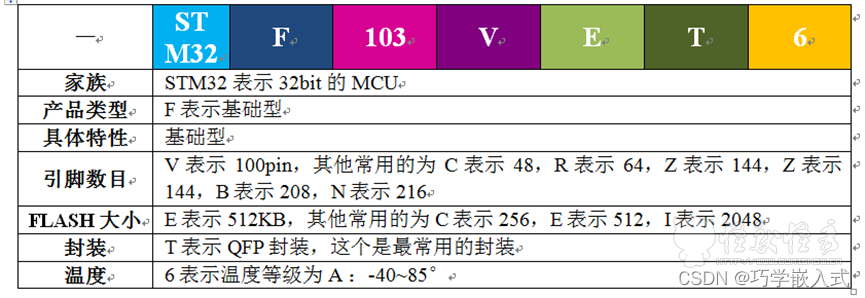 —
ST
M32
F
103
V
E
T
6
家族
STM32 表示 32bit 的 MCU
产品类型
F 表示基础型
具体特性
基础型
引脚数目
V 表示 100pin，其他常用的为 C 表示 48，R 表示 64，Z 表示 144，Z 表示
144，B 表示 208，N 表示 216
FLASH 大小
E 表示 512KB，其他常用的为 C 表示 256，E 表示 512，I 表示 2048
封装
T 表示 QFP 封装，这个是最常用的封装
温度
6 表示温度等级为 A： -40~85°
CSDN @巧学嵌入式